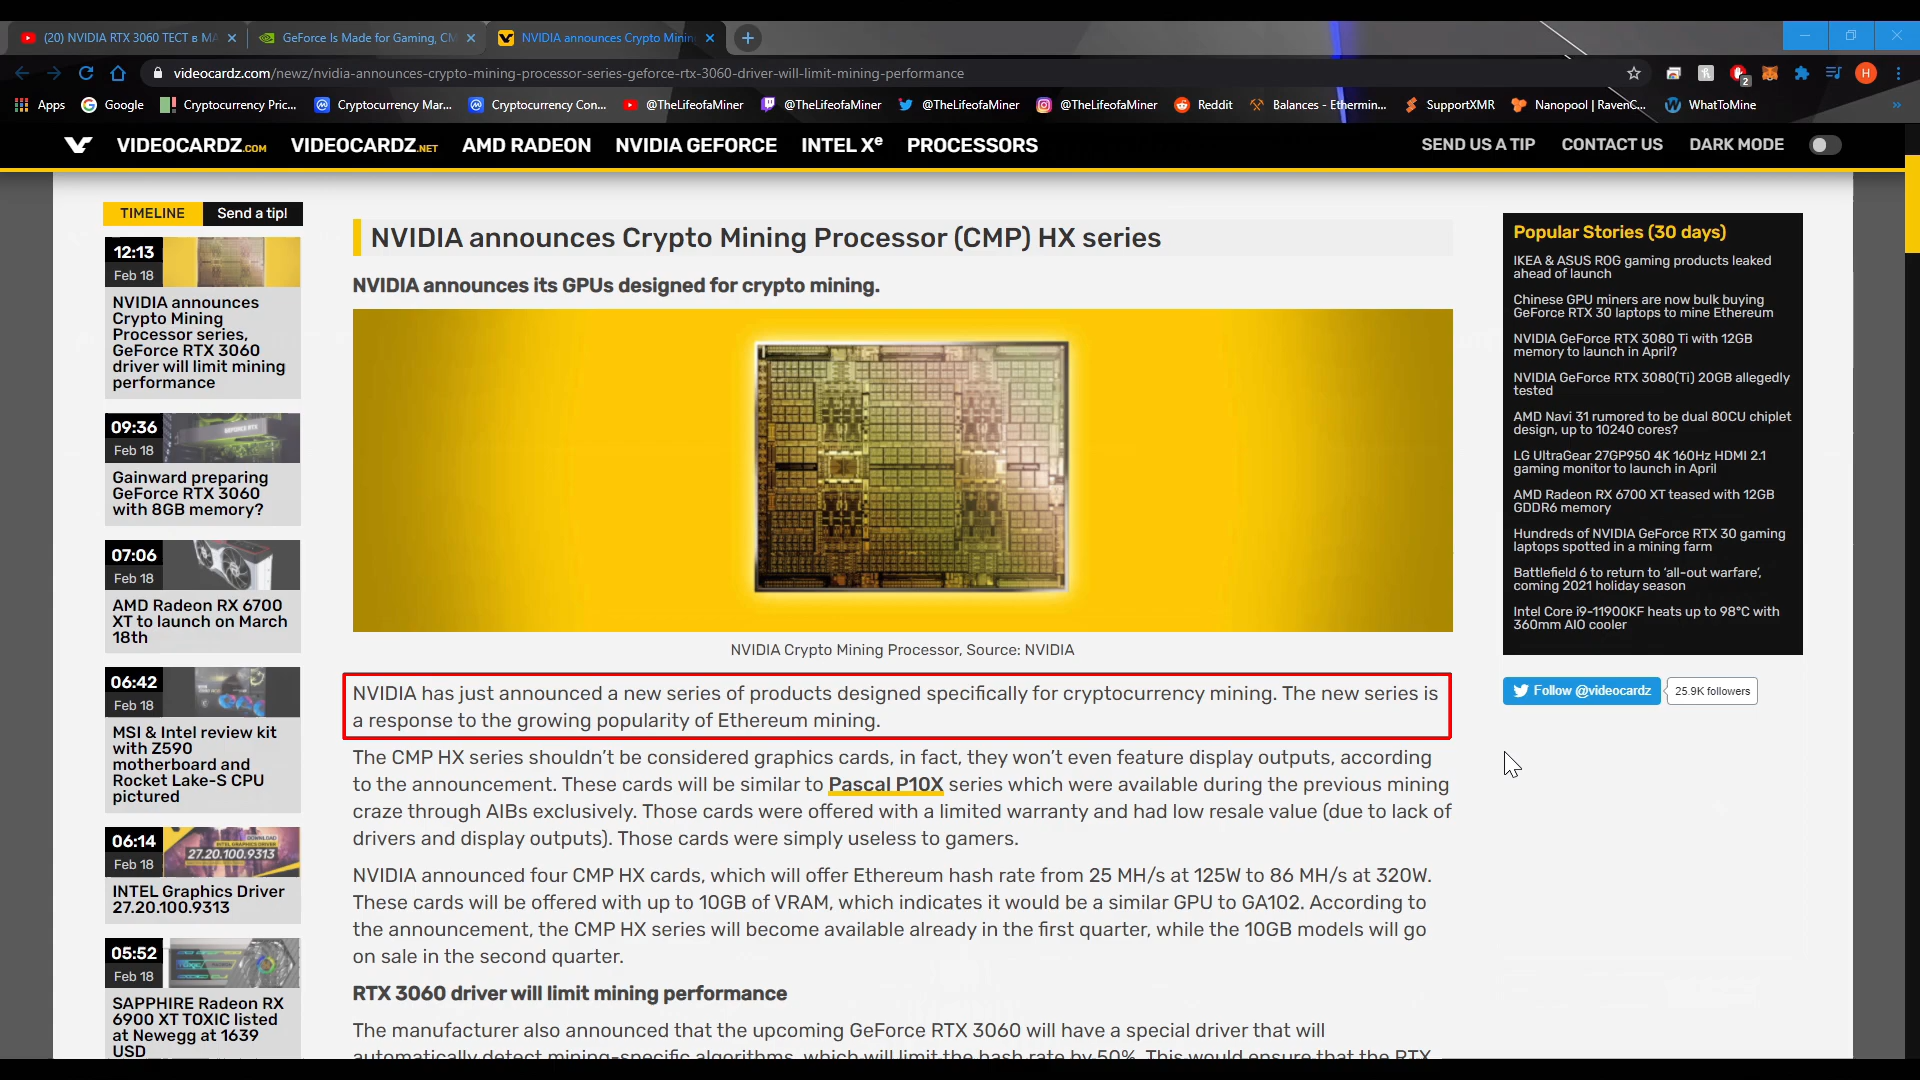 (20) NVIDIA RTX 3060 ТЕСТ в МА
GeForce Is Made for Gaming, CM
NVIDIA announces Crypto Minin
videocardz.com/newz/nvidia-announces-crypto-mining-processor-series-geforce-rtx-3060-driver-will-limit-mining-performance
2
H
Apps
Google
Cryptocurrency Pric...
Cryptocurrency Mar...
Cryptocurrency Con...
@TheLifeofaMiner
@TheLifeofaMiner
@TheLifeofaMiner
@TheLifeofaMiner
Reddit
Balances - Ethermin...
SupportXMR
Nanopool | RavenC...
WhatToMine
VIDEOCARDZ.COM
VIDEOCARDZ.NET
AMD RADEON
NVIDIA GEFORCE
INTEL Xe
PROCESSORS
SEND US A TIP
CONTACT US
DARK MODE
TIMELINE
Send a tip!
12:13
Feb 18
NVIDIA announces
Crypto Mining
Processor series,
GeForce RTX 3060
driver will limit mining
performance
09:36
Feb 18
Gainward preparing
GeForce RTX 3060
with 8GB memory?
07:06
Feb 18
AMD Radeon RX 6700
XT to launch on March
18th
06:42
Feb 18
MSI & Intel review kit
with Z590
motherboard and
Rocket Lake-S CPU
pictured
06:14
Feb 18
DOWNLOAD
INTEL GRAPHICS DRIVER
27.20.100.9313
INTEL Graphics Driver
27.20.100.9313
05:52
Feb 18
SAPPHIRE Radeon RX
6900 XT TOXIC listed
at Newegg at 1639
USD
NVIDIA announces Crypto Mining Processor (CMP) HX series
NVIDIA announces its GPUs designed for crypto mining.
NVIDIA Crypto Mining Processor, Source: NVIDIA
NVIDIA has just announced a new series of products designed specifically for cryptocurrency mining. The new series is
a response to the growing popularity of Ethereum mining.
The CMP HX series shouldn't be considered graphics cards, in fact, they won't even feature display outputs, according
to the announcement. These cards will be similar to Pascal P10X series which were available during the previous mining
craze through AIBs exclusively. Those cards were offered with a limited warranty and had low resale value (due to lack of
drivers and display outputs). Those cards were simply useless to gamers.
NVIDIA announced four CMP HX cards, which will offer Ethereum hash rate from 25 MH/s at 125W to 86 MH/s at 320W.
These cards will be offered with up to 10GB of VRAM, which indicates it would be a similar GPU to GA102. According to
the announcement, the CMP HX series will become available already in the first quarter, while the 10GB models will go
on sale in the second quarter.
RTX 3060 driver will limit mining performance
The manufacturer also announced that the upcoming GeForce RTX 3060 will have a special driver that will
automatically detect mining-specific algorithms, which will limit the hash rate by 50%. This would ensure that the RTX
Popular Stories (30 days)
IKEA & ASUS ROG gaming products leaked
ahead of launch
Chinese GPU miners are now bulk buying
GeForce RTX 30 laptops to mine Ethereum
NVIDIA GeForce RTX 3080 Ti with 12GB
memory to launch in April?
NVIDIA GeForce RTX 3080(Ti) 20GB allegedly
tested
AMD Navi 31 rumored to be dual 80CU chiplet
design, up to 10240 cores?
LG UltraGear 27GP950 4K 160Hz HDMI 2.1
gaming monitor to launch in April
AMD Radeon RX 6700 XT teased with 12GB
GDDR6 memory
Hundreds of NVIDIA GeForce RTX 30 gaming
laptops spotted in a mining farm
Battlefield 6 to return to 'all-out warfare',
coming 2021 holiday season
Intel Core i9-11900KF heats up to 98°C with
360mm AIO cooler
Follow @videocardz
25.9K followers